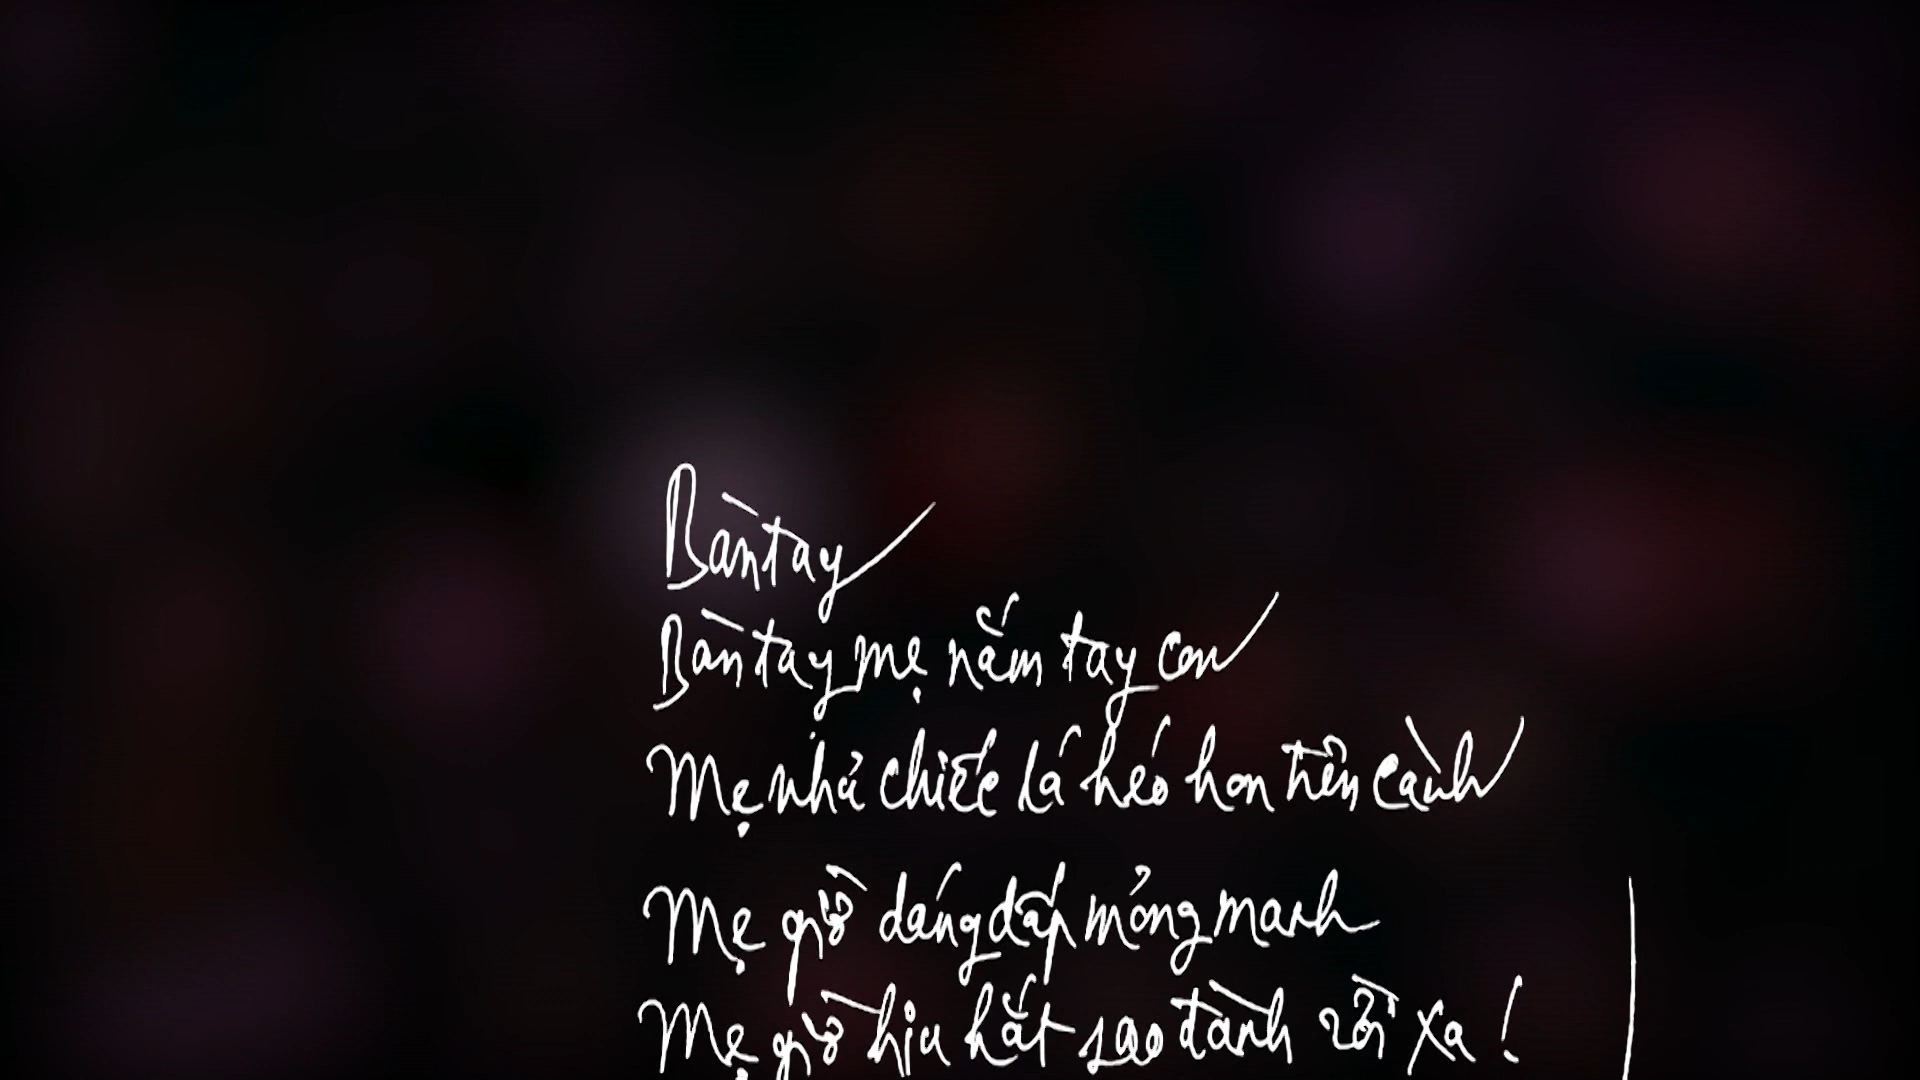 Bàn tay
Bàn tay mẹ nắm tay con
Mẹ như chiếc lá héo hon trên cành
Mẹ giờ dáng dấp mỏng manh
Mẹ giờ hiu hắt sao đành rời xa!